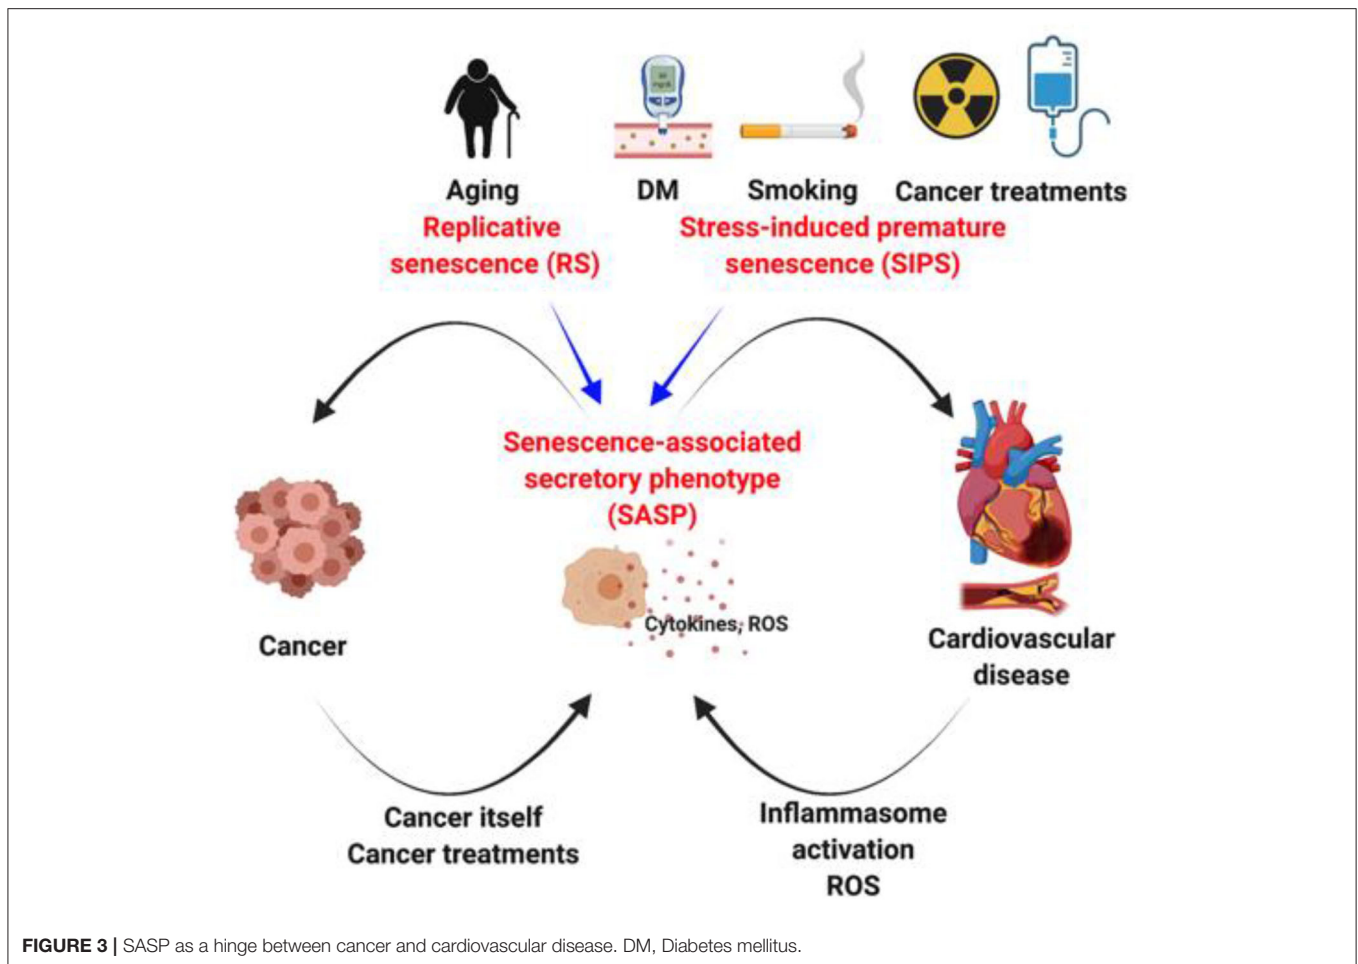 Aging
DM
Smoking
Cancer treatments
Replicative
senescence (RS)
Stress-induced premature
senescence (SIPS)
Senescence-associated
secretory phenotype
(SASP)
Cytokines, ROS
Cancer
Cardiovascular
disease
Cancer itself
Cancer treatments
Inflammasome
activation
ROS
FIGURE 3 | SASP as a hinge between cancer and cardiovascular disease. DM, Diabetes mellitus.